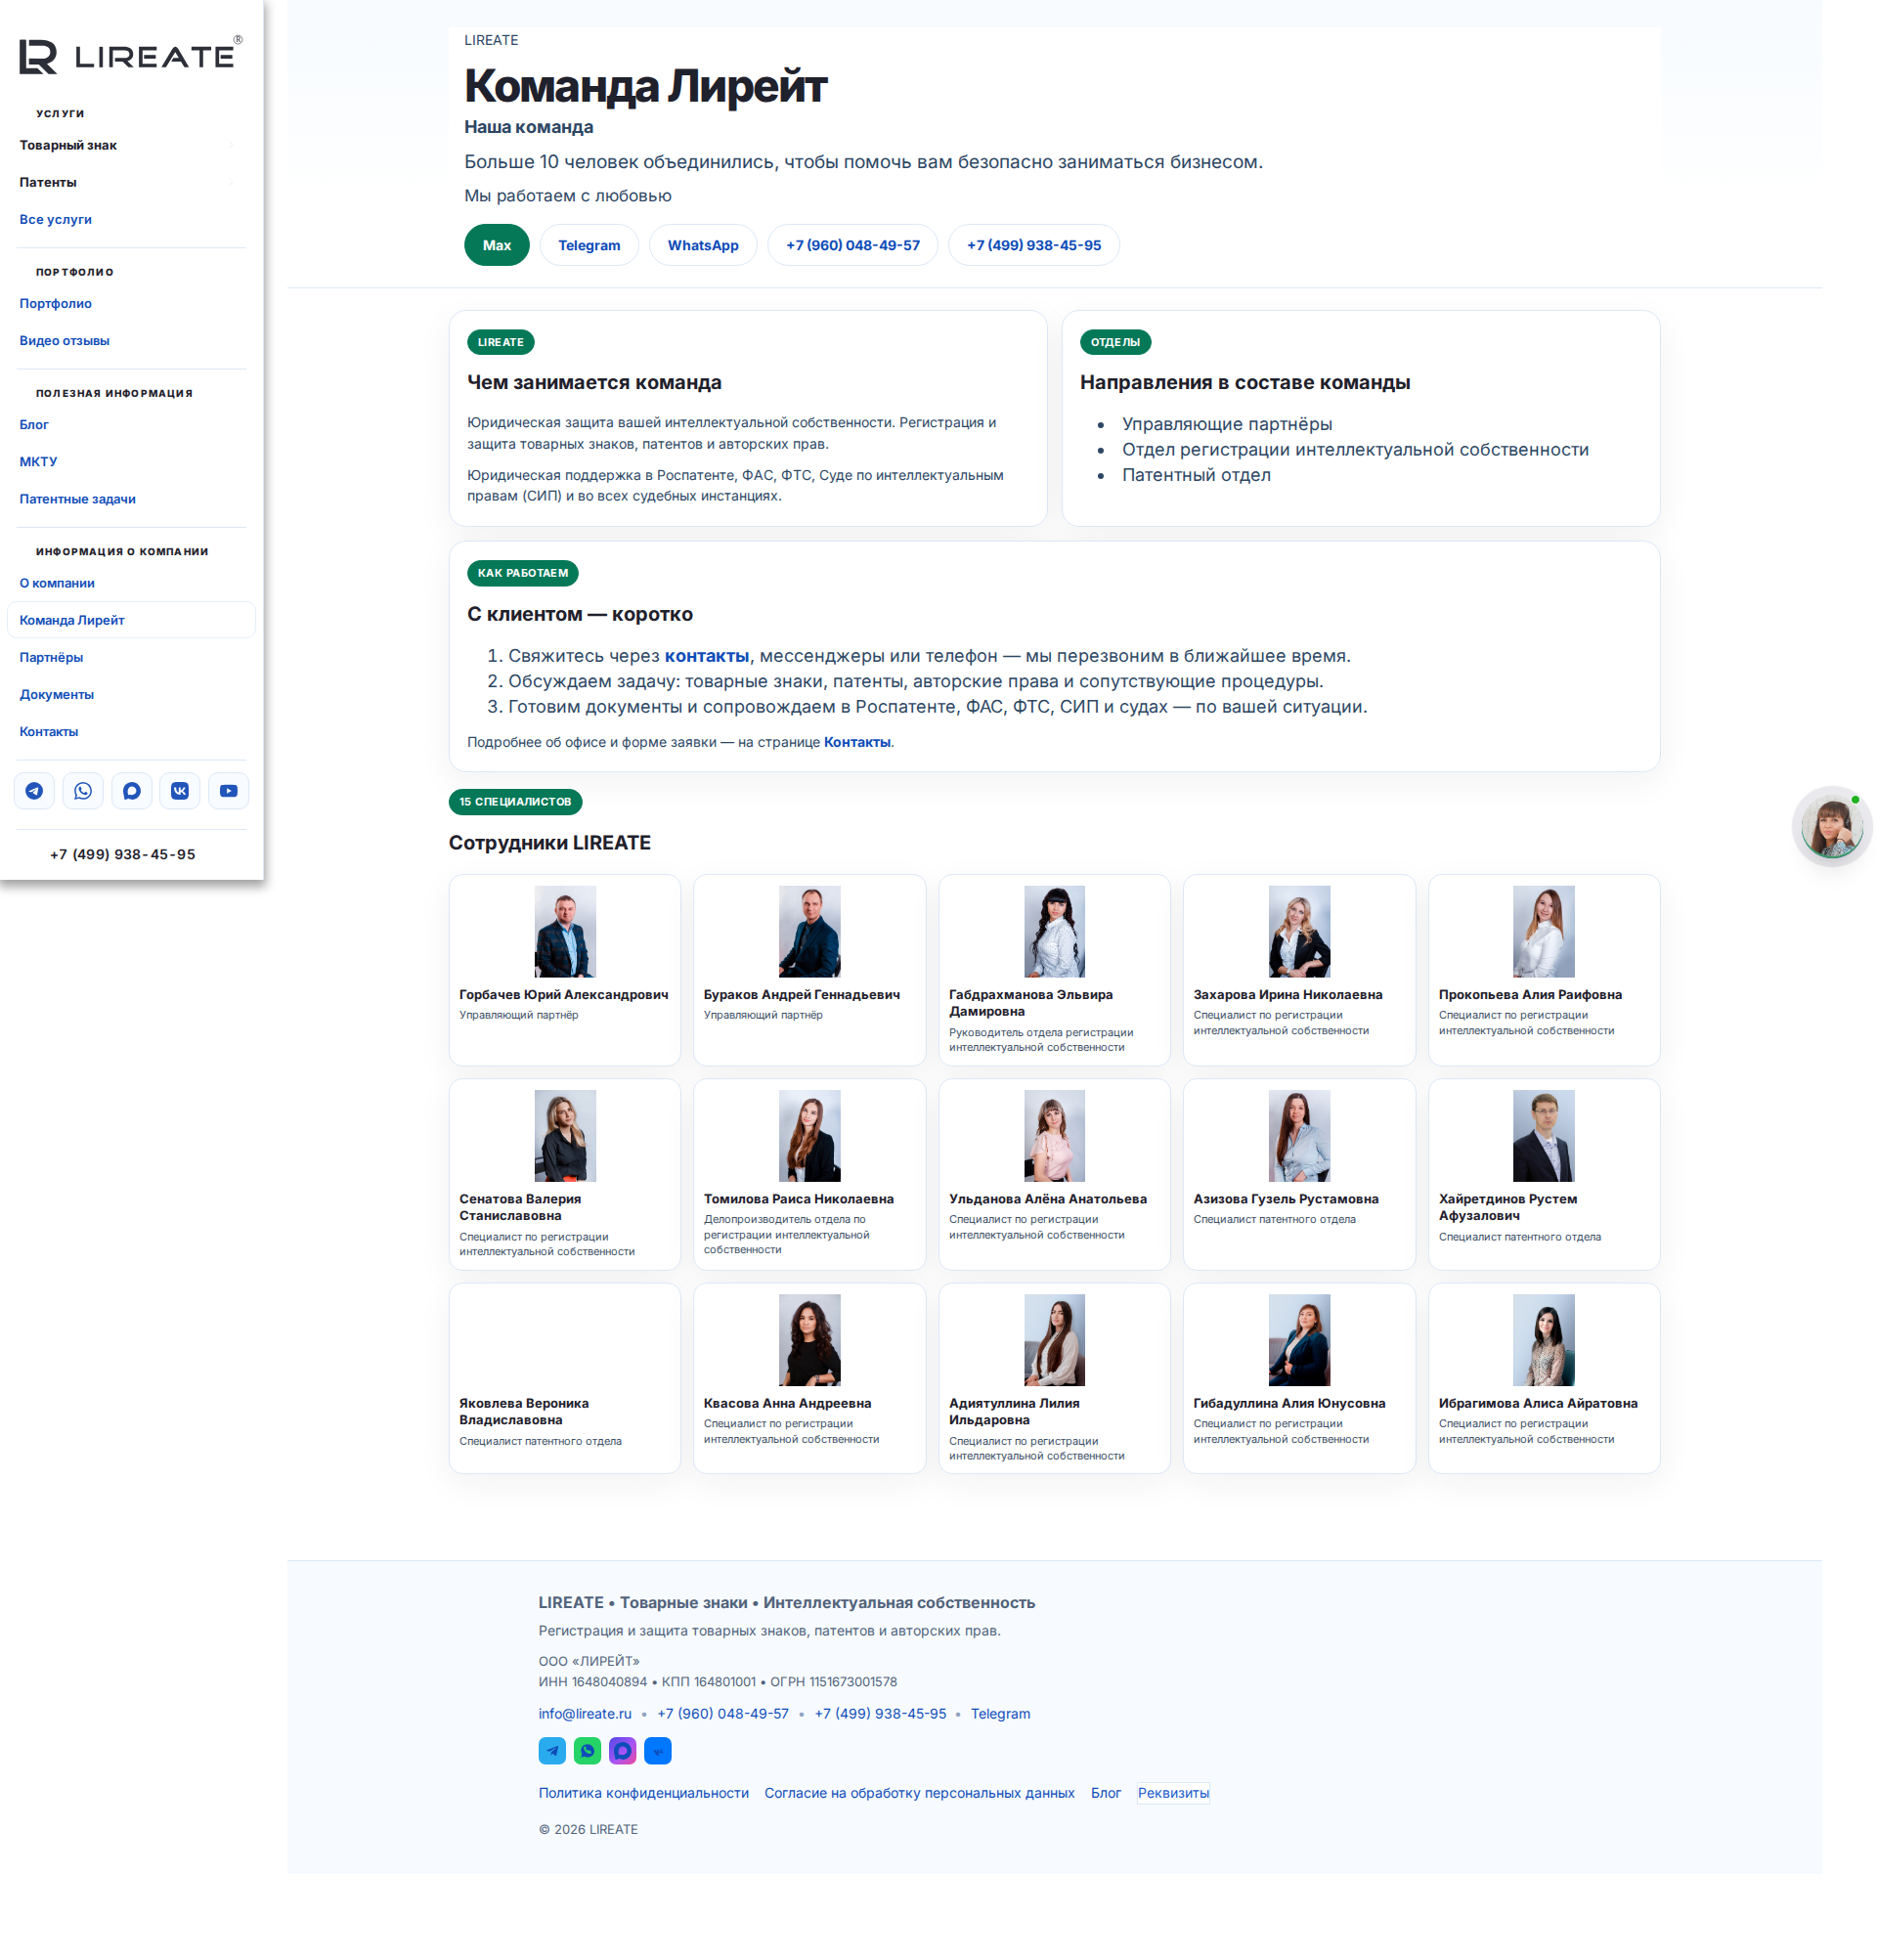 LIREATE®
УСЛУГИ
Товарный знак
Патенты
Все услуги
ПОРТФОЛИО
Портфолио
Видео отзывы
ПОЛЕЗНАЯ ИНФОРМАЦИЯ
Блог
МКТУ
Патентные задачи
ИНФОРМАЦИЯ О КОМПАНИИ
О компании
Команда Лирейт
Партнёры
Документы
Контакты
+7 (499) 938-45-95
LIREATE
Команда Лирейт
Наша команда
Больше 10 человек объединились, чтобы помочь вам безопасно заниматься бизнесом.
Мы работаем с любовью
Max Telegram WhatsApp +7 (960) 048-49-57 +7 (499) 938-45-95
LIREATE
Чем занимается команда
Юридическая защита вашей интеллектуальной собственности. Регистрация и
защита товарных знаков, патентов и авторских прав.
Юридическая поддержка в Роспатенте, ФАС, ФТС, Суде по интеллектуальным
правам (СИП) и во всех судебных инстанциях.
ОТДЕЛЫ
Направления в составе команды
• Управляющие партнёры
• Отдел регистрации интеллектуальной собственности
• Патентный отдел
КАК РАБОТАЕМ
С клиентом — коротко
1. Свяжитесь через контакты, мессенджеры или телефон — мы перезвоним в ближайшее время.
2. Обсуждаем задачу: товарные знаки, патенты, авторские права и сопутствующие процедуры.
3. Готовим документы и сопровождаем в Роспатенте, ФАС, ФТС, СИП и судах — по вашей ситуации.
Подробнее об офисе и форме заявки — на странице Контакты.
15 СПЕЦИАЛИСТОВ
Сотрудники LIREATE
Горбачев Юрий Александрович
Управляющий партнёр
Бураков Андрей Геннадьевич
Управляющий партнёр
Габдрахманова Эльвира
Дамировна
Руководитель отдела регистрации
интеллектуальной собственности
Захарова Ирина Николаевна
Специалист по регистрации
интеллектуальной собственности
Прокопьева Алия Раифовна
Специалист по регистрации
интеллектуальной собственности
Сенатова Валерия
Станиславовна
Специалист по регистрации
интеллектуальной собственности
Томилова Раиса Николаевна
Делопроизводитель отдела по
регистрации интеллектуальной
собственности
Ульданова Алёна Анатольева
Специалист по регистрации
интеллектуальной собственности
Азизова Гузель Рустамовна
Специалист патентного отдела
Хайретдинов Рустем
Афузалович
Специалист патентного отдела
Яковлева Вероника
Владиславовна
Специалист патентного отдела
Квасова Анна Андреевна
Специалист по регистрации
интеллектуальной собственности
Адиятуллина Лилия
Ильдаровна
Специалист по регистрации
интеллектуальной собственности
Гибадуллина Алия Юнусовна
Специалист по регистрации
интеллектуальной собственности
Ибрагимова Алиса Айратовна
Специалист по регистрации
интеллектуальной собственности
LIREATE • Товарные знаки • Интеллектуальная собственность
Регистрация и защита товарных знаков, патентов и авторских прав.
ООО «ЛИРЕЙТ»
ИНН 1648040894 • КПП 164801001 • ОГРН 1151673001578
info@lireate.ru • +7 (960) 048-49-57 • +7 (499) 938-45-95 • Telegram
Политика конфиденциальности Согласие на обработку персональных данных Блог Реквизиты
© 2026 LIREATE